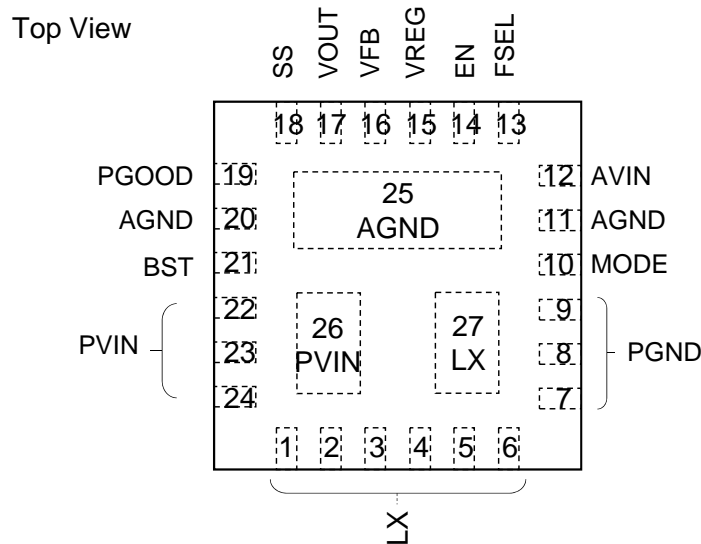 Top View
SS
VOUT
VFB
VREG
EN
FSEL
18
17
16
15
14
13
PGOOD
19
12
AVIN
25
AGND
AGND
20
11
AGND
BST
21
10
MODE
22
9
26
PVIN
27
LX
PVIN
23
8
PGND
24
7
1
2
3
4
5
6
LX